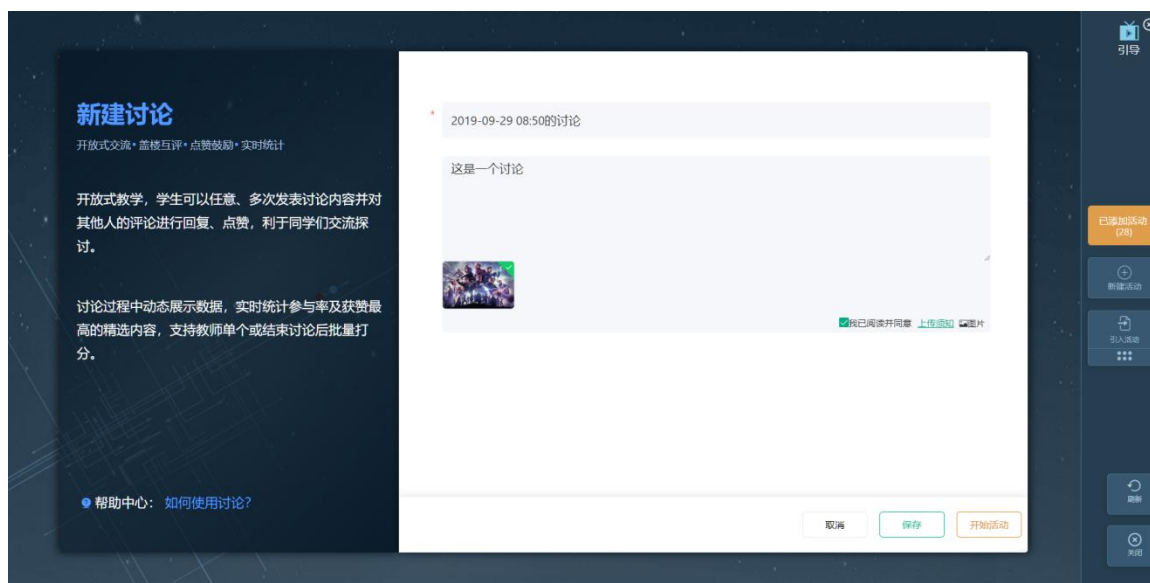 新建讨论
开放式交流•盖楼互评•点赞鼓励•实时统计
开放式教学，学生可以任意、多次发表讨论内容并对
其他人的评论进行回复、点赞，利于同学们交流探
讨。
讨论过程中动态展示数据，实时统计参与率及获赞最
高的精选内容，支持教师单个或结束讨论后批量打
分。
帮助中心： 如何使用讨论？
* 2019-09-29 08:50的讨论
这是一个讨论
我已阅读并同意 上传须知 图片
取消 保存 开始活动
引导
已添加活动
(28)
新建活动
引入活动
刷新
关闭